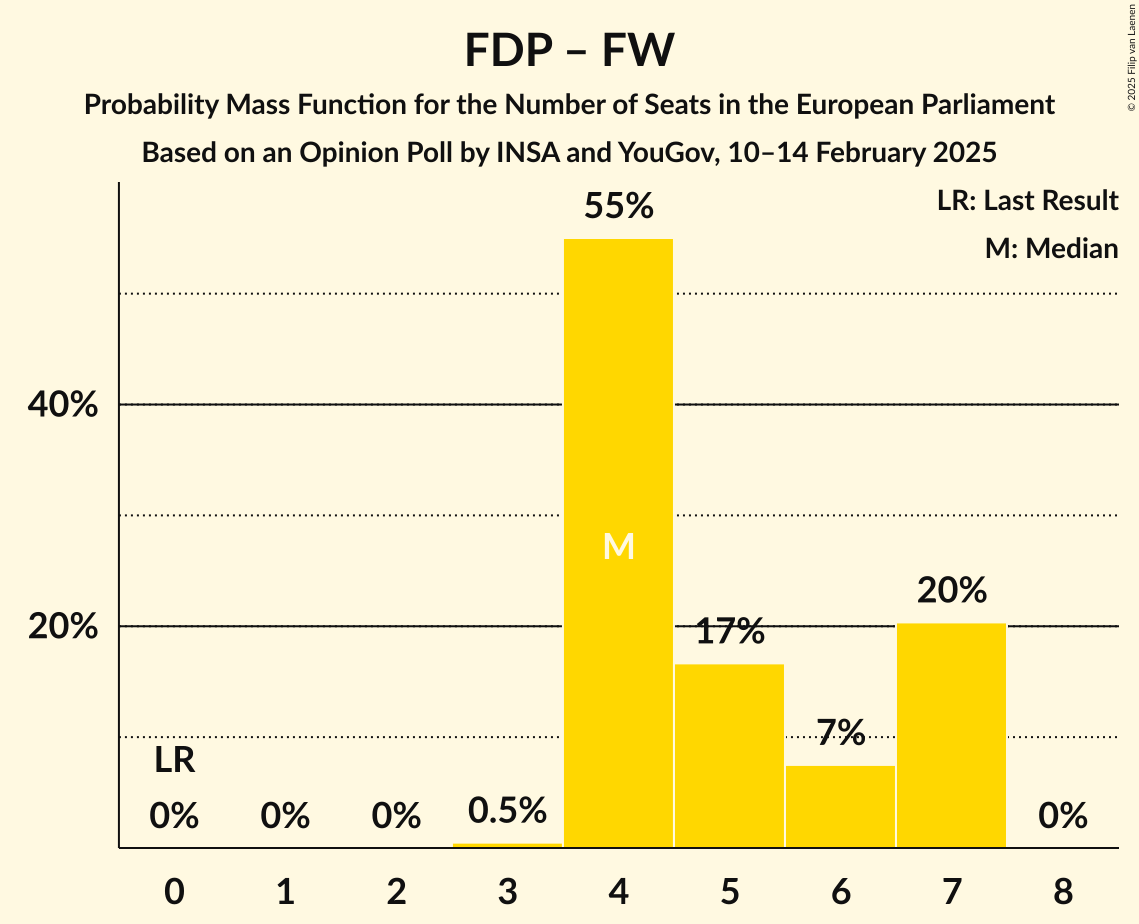 FDP – FW
Probability Mass Function for the Number of Seats in the European Parliament
Based on an Opinion Poll by INSA and YouGov, 10–14 February 2025
© 2025 Filip van Laenen
LR: Last Result
M: Median
55%
40%
M
20%
20%
17%
7%
LR
0%
0%
0%
0.5%
0%
0
1
2
3
4
5
6
7
8